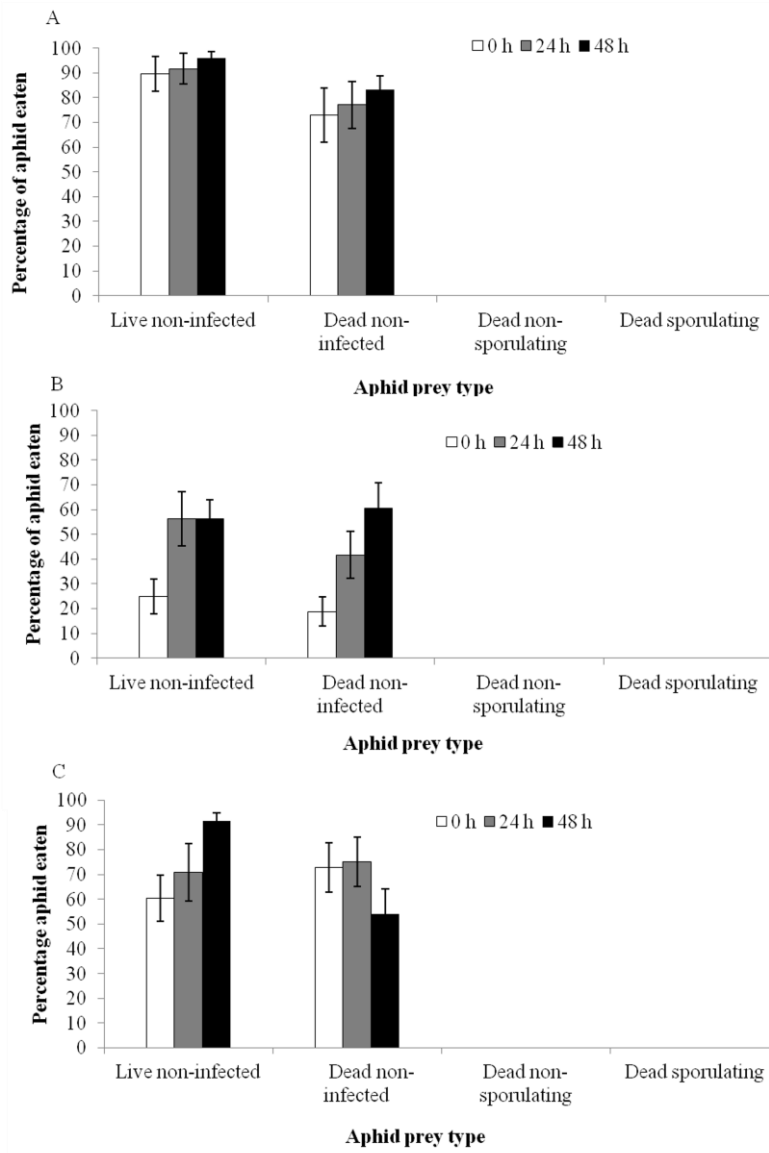 A
Percentage of aphid eaten
100
90
80
70
60
50
40
30
20
10
0
0 h 24 h 48 h
Live non-infected Dead non- Dead non- Dead sporulating
infected sporulating
Aphid prey type
B
Percentage of aphid eaten
100
90
80
70
60
50
40
30
20
10
0
0 h 24 h 48 h
Live non-infected Dead non- Dead non- Dead sporulating
infected sporulating
Aphid prey type
C
Percentage aphid eaten
100
90
80
70
60
50
40
30
20
10
0
0 h 24 h 48 h
Live non-infected Dead non- Dead non- Dead sporulating
infected sporulating
Aphid prey type